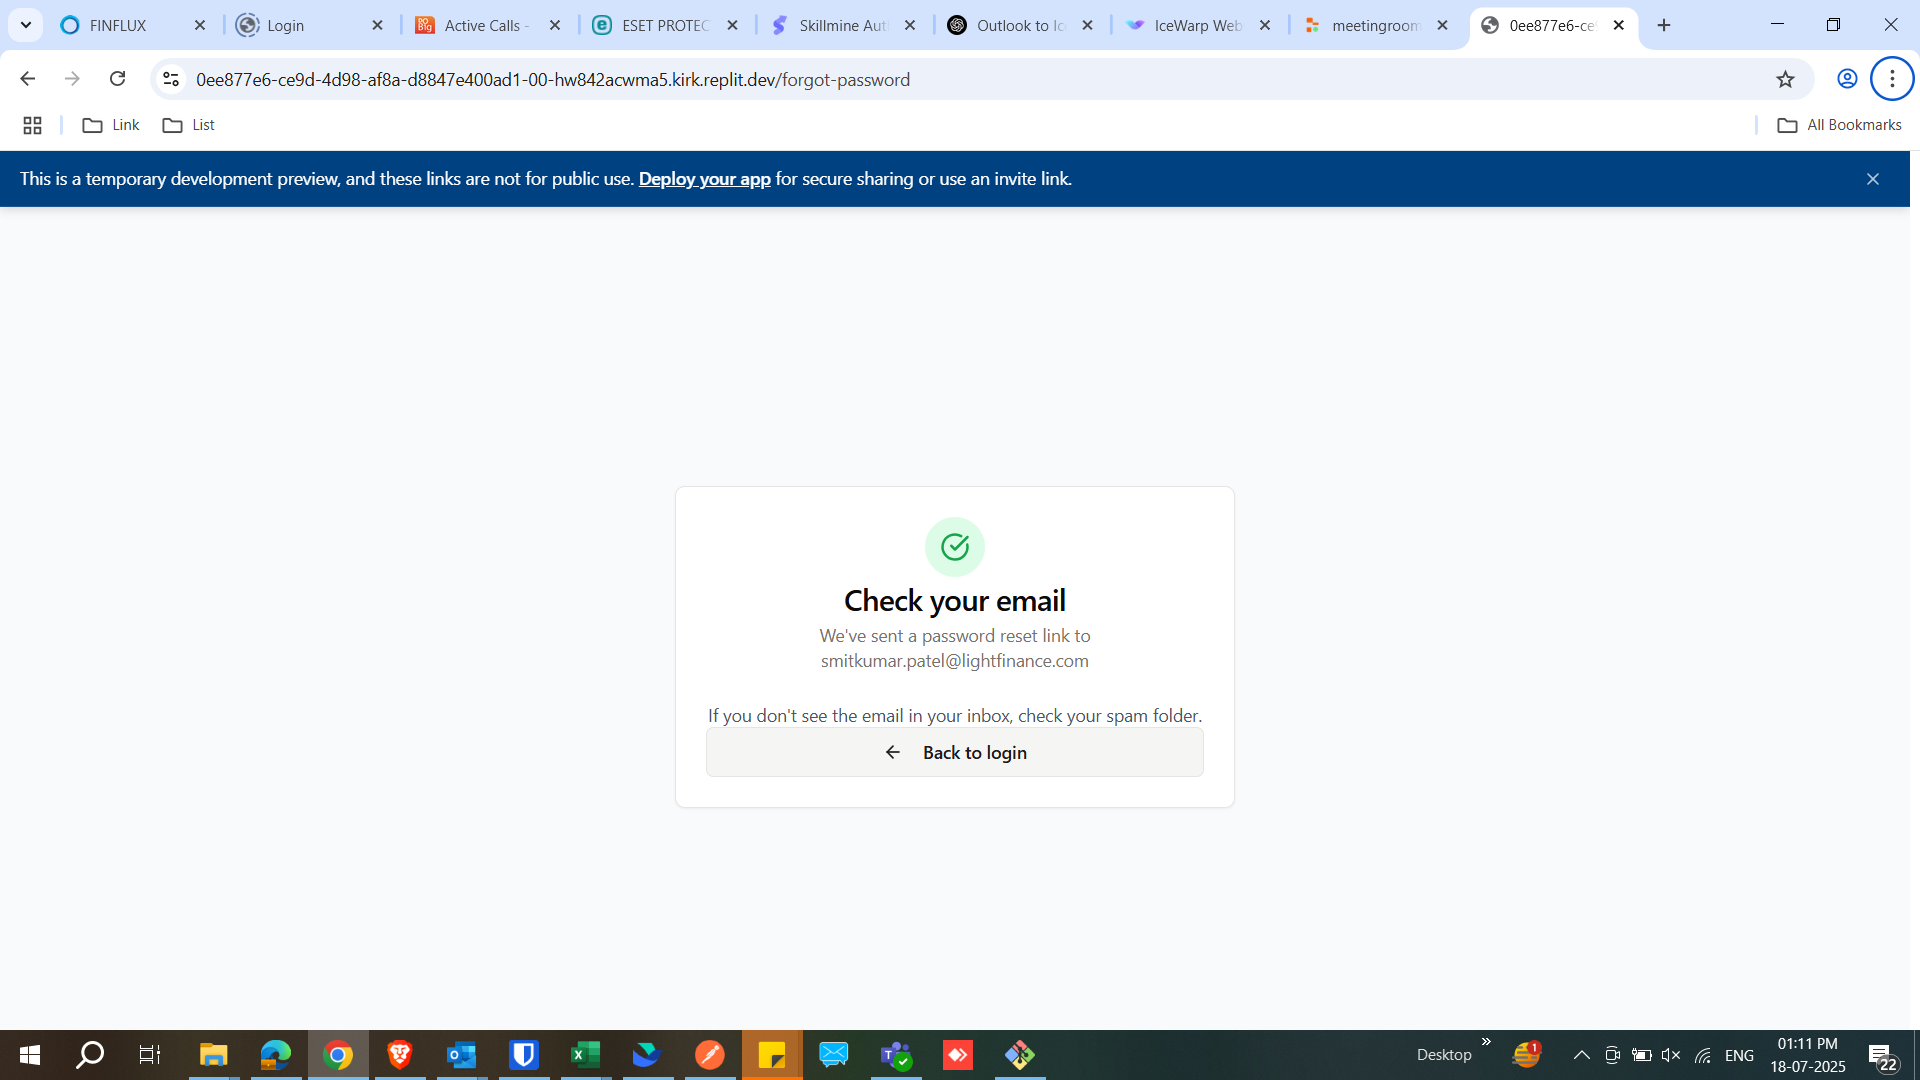 FINFLUX
Login
Active Calls -
ESET PROTEC
Skillmine Aut
Outlook to Ic
IceWarp Web
meetingroom
0ee877e6-ce9
0ee877e6-ce9d-4d98-af8a-d8847e400ad1-00-hw842acwma5.kirk.replit.dev/forgot-password
Link
List
All Bookmarks
This is a temporary development preview, and these links are not for public use. Deploy your app for secure sharing or use an invite link.
Check your email
We've sent a password reset link to
smitkumar.patel@lightfinance.com
If you don't see the email in your inbox, check your spam folder.
Back to login
Desktop
1
ENG
01:11 PM
18-07-2025
22